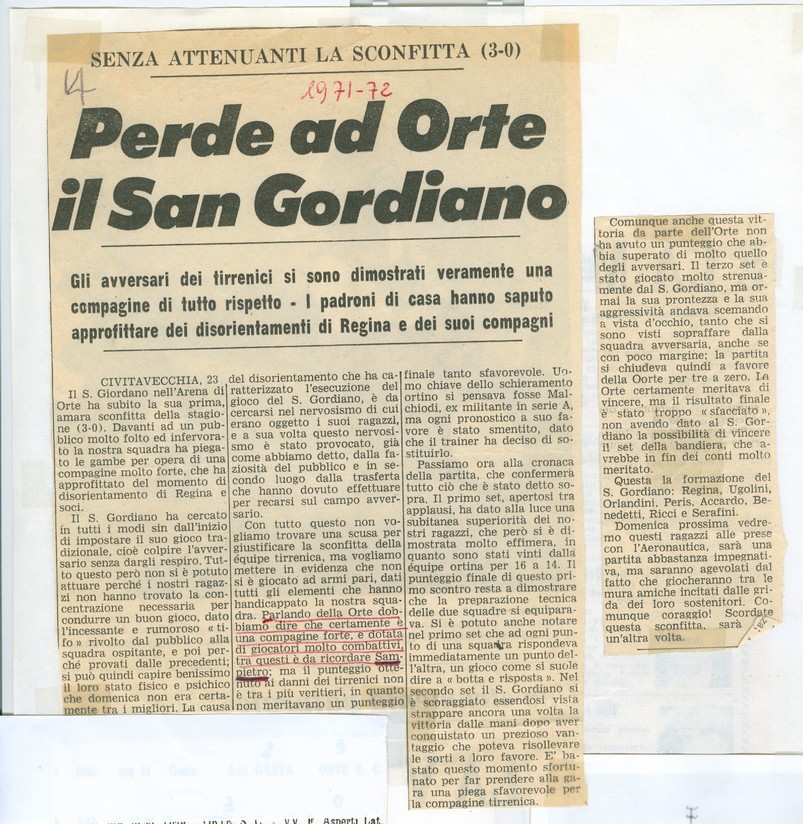 SENZA ATTENUANTI LA SCONFITTA (3-0)
14
1971-72
Perde ad Orte
il San Gordiano
Gli avversari dei tirrenici si sono dimostrati veramente una
compagine di tutto rispetto - I padroni di casa hanno saputo
approfittare dei disorientamenti di Regina e dei suoi compagni
CIVITAVECCHIA, 23
Il S. Giordano nell'Arena di
Orte ha subito la sua prima,
amara sconfitta della stagio-
ne (3-0). Davanti ad un pub-
blico molto folto ed infervora-
to la nostra squadra ha piega-
to le gambe per opera di una
compagine molto forte, che ha
approfittato del momento di
disorientamento di Regina e
soci.
Il S. Gordiano ha cercato
in tutti i modi sin dall'inizio
di impostare il suo gioco tra-
dizionale, cioè colpire l'avver-
sario senza dargli respiro. Tut-
to questo però non si è potuto
attuare perché i nostri ragaz-
zi non hanno trovato la con-
centrazione necessaria per
condurre un buon gioco, dato
l'incessante e rumoroso « ti-
fo » rivolto dal pubblico alla
squadra ospitante, e poi per-
ché provati dalle precedenti;
si può quindi capire benissimo
il loro stato fisico e psichico
che domenica non era certa-
mente tra i migliori. La causa
del disorientamento che ha ca-
ratterizzato l'esecuzione del
gioco del S. Gordiano, è da
cercarsi nel nervosismo di cui
erano oggetto i suoi ragazzi,
e a sua volta questo nervosi-
smo è stato provocato, già
come abbiamo detto, dalla fa-
ziosità del pubblico e in se-
condo luogo dalla trasferta
che hanno dovuto effettuare
per recarsi sul campo avver-
sario.
Con tutto questo non vo-
gliamo trovare una scusa per
giustificare la sconfitta della
équipe tirrenica, ma vogliamo
mettere in evidenza che non
si è giocato ad armi pari, dati
tutti gli elementi che hanno
handicappato la nostra squa-
dra. Parlando della Orte dob-
biamo dire che certamente è
una compagine forte, e dotata
di giocatori molto combattivi,
tra questi è da ricordare Sam-
pietro; ma il punteggio otte-
nuto ai danni dei tirrenici non
è tra i più veritieri, in quanto
non meritavano un punteggio
finale tanto sfavorevole. Uo-
mo chiave dello schieramento
ortino si pensava fosse Mal-
chiodi, ex militante in serie A,
ma ogni pronostico a suo fa-
vore è stato smentito, dato
che il trainer ha deciso di so-
stituirlo.
Passiamo ora alla cronaca
della partita, che confermerà
tutto ciò che è stato detto so-
pra. Il primo set, apertosi tra
applausi, ha dato alla luce una
subitanea superiorità dei no-
stri ragazzi, che però si è di-
mostrata molto effimera, in
quanto sono stati vinti dalla
équipe ortina per 16 a 14. Il
punteggio finale di questo pri-
mo scontro resta a dimostrare
che la preparazione tecnica
delle due squadre si equipara-
va. Si è potuto anche notare
nel primo set che ad ogni pun-
to di una squadra rispondeva
immediatamente un punto del-
l'altra, un gioco come si suole
dire a « botta e risposta ». Nel
secondo set il S. Gordiano si
è scoraggiato essendosi vista
strappare ancora una volta la
vittoria dalle mani dopo aver
conquistato un prezioso van-
taggio che poteva risollevare
le sorti a loro favore. E' ba-
stato questo momento sfortu-
nato per far prendere alla ga-
ra una piega sfavorevole per
la compagine tirrenica.
Comunque anche questa vit-
toria da parte dell'Orte non
ha avuto un punteggio che ab-
bia superato di molto quello
degli avversari. Il terzo set è
stato giocato molto strenua-
mente dal S. Gordiano, ma or-
mai la sua prontezza e la sua
aggressività andava scemando
a vista d'occhio, tanto che si
sono visti sopraffare dalla
squadra avversaria, anche se
con poco margine; la partita
si chiudeva quindi a favore
della Oorte per tre a zero. La
Orte certamente meritava di
vincere, ma il risultato finale
è stato troppo « sfacciato »,
non avendo dato al S. Gor-
diano la possibilità di vincere
il set della bandiera, che a-
vrebbe in fin dei conti molto
meritato.
Questa la formazione del
S. Gordiano: Regina, Ugolini,
Orlandini, Peris, Accardo, Be-
nedetti, Ricci e Serafini.
Domenica prossima vedre-
mo questi ragazzi alle prese
con l'Aeronautica, sarà una
partita abbastanza impegnati-
va, ma saranno agevolati dal
fatto che giocheranno tra le
mura amiche incitati dalle gri-
da dei loro sostenitori. Co-
munque coraggio! Scordate
questa sconfitta, sarà per
un'altra volta.